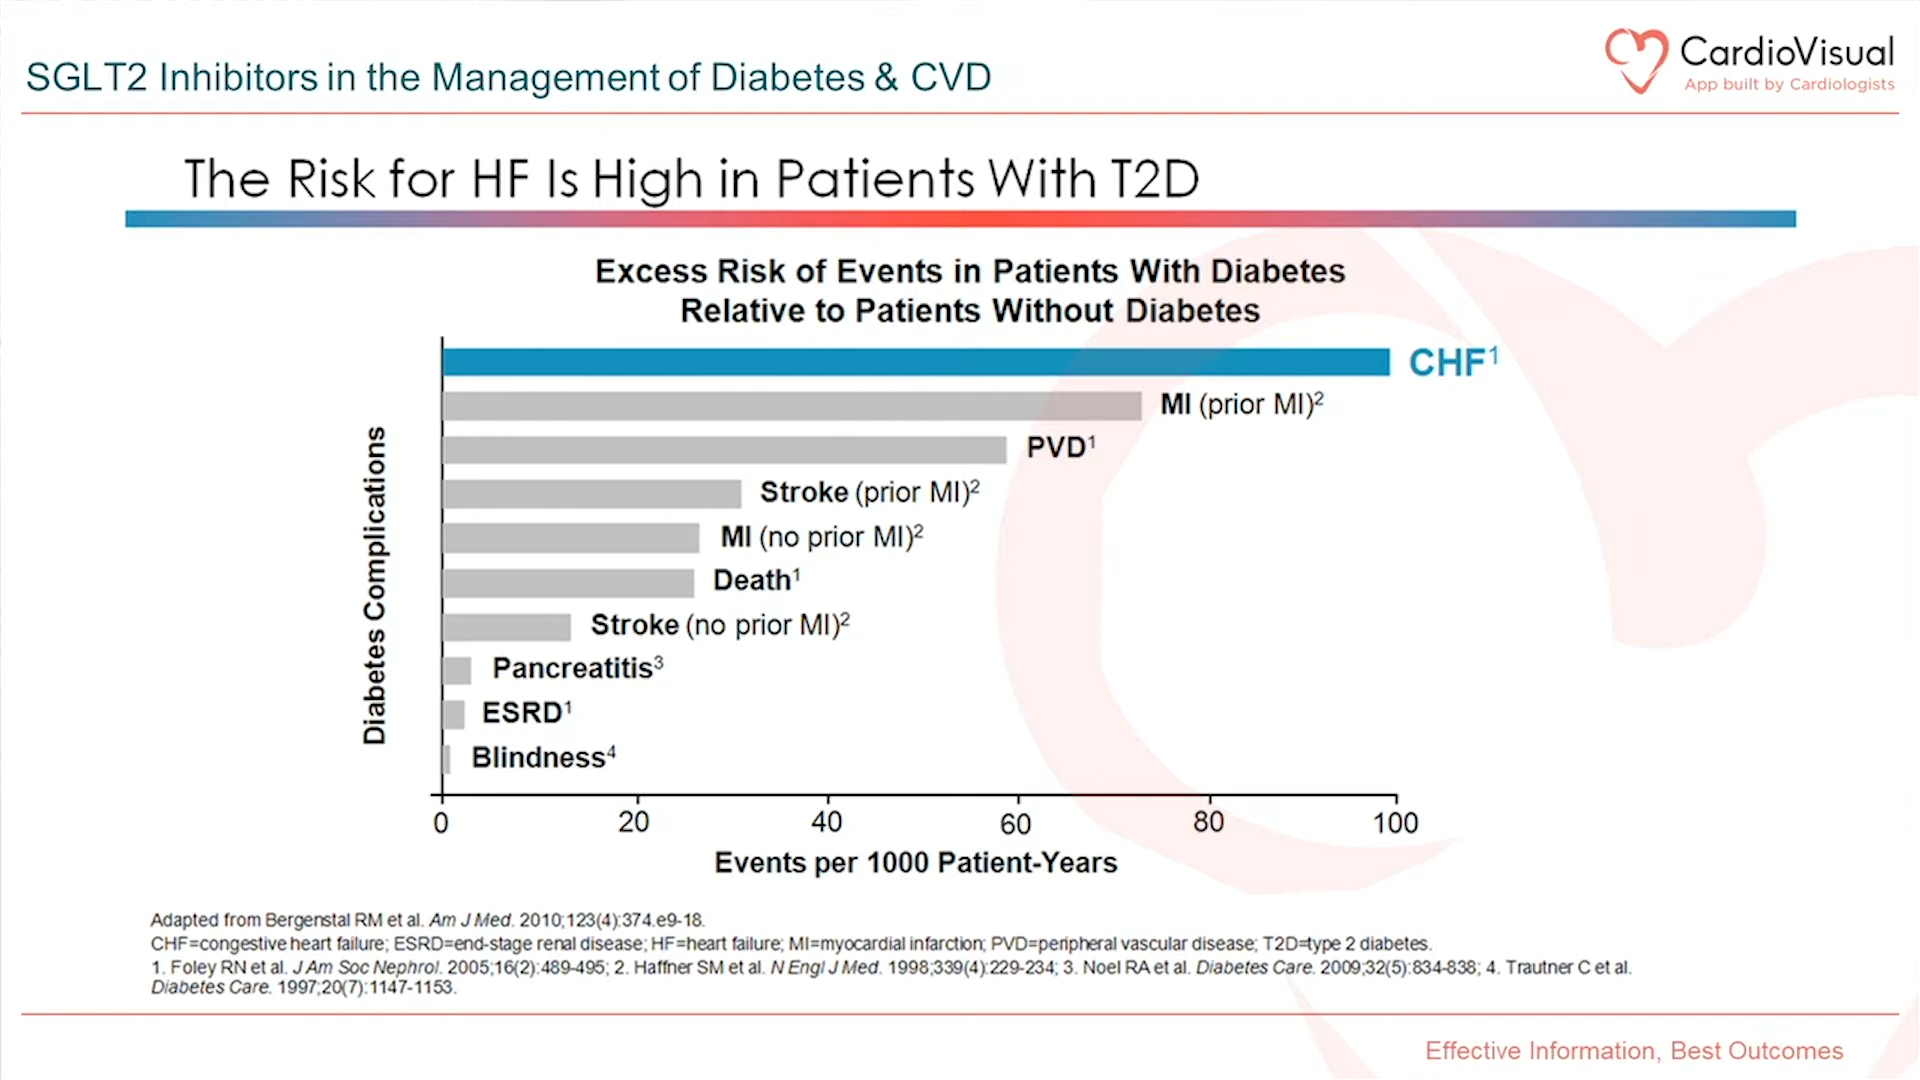 SGLT2 Inhibitors in the Management of Diabetes & CVD
CardioVisual
App built by Cardiologists
The Risk for HF Is High in Patients With T2D
Excess Risk of Events in Patients With Diabetes
Relative to Patients Without Diabetes
Diabetes Complications
CHF¹
MI (prior MI)²
PVD¹
Stroke (prior MI)²
MI (no prior MI)²
Death¹
Stroke (no prior MI)²
Pancreatitis³
ESRD¹
Blindness⁴
0 20 40 60 80 100
Events per 1000 Patient-Years
Adapted from Bergenstal RM et al. Am J Med. 2010;123(4):374.e9-18.
CHF=congestive heart failure; ESRD=end-stage renal disease; HF=heart failure; MI=myocardial infarction; PVD=peripheral vascular disease; T2D=type 2 diabetes.
1. Foley RN et al. J Am Soc Nephrol. 2005;16(2):489-495; 2. Haffner SM et al. N Engl J Med. 1998;339(4):229-234; 3. Noel RA et al. Diabetes Care. 2009;32(5):834-838; 4. Trautner C et al.
Diabetes Care. 1997;20(7):1147-1153.
Effective Information, Best Outcomes